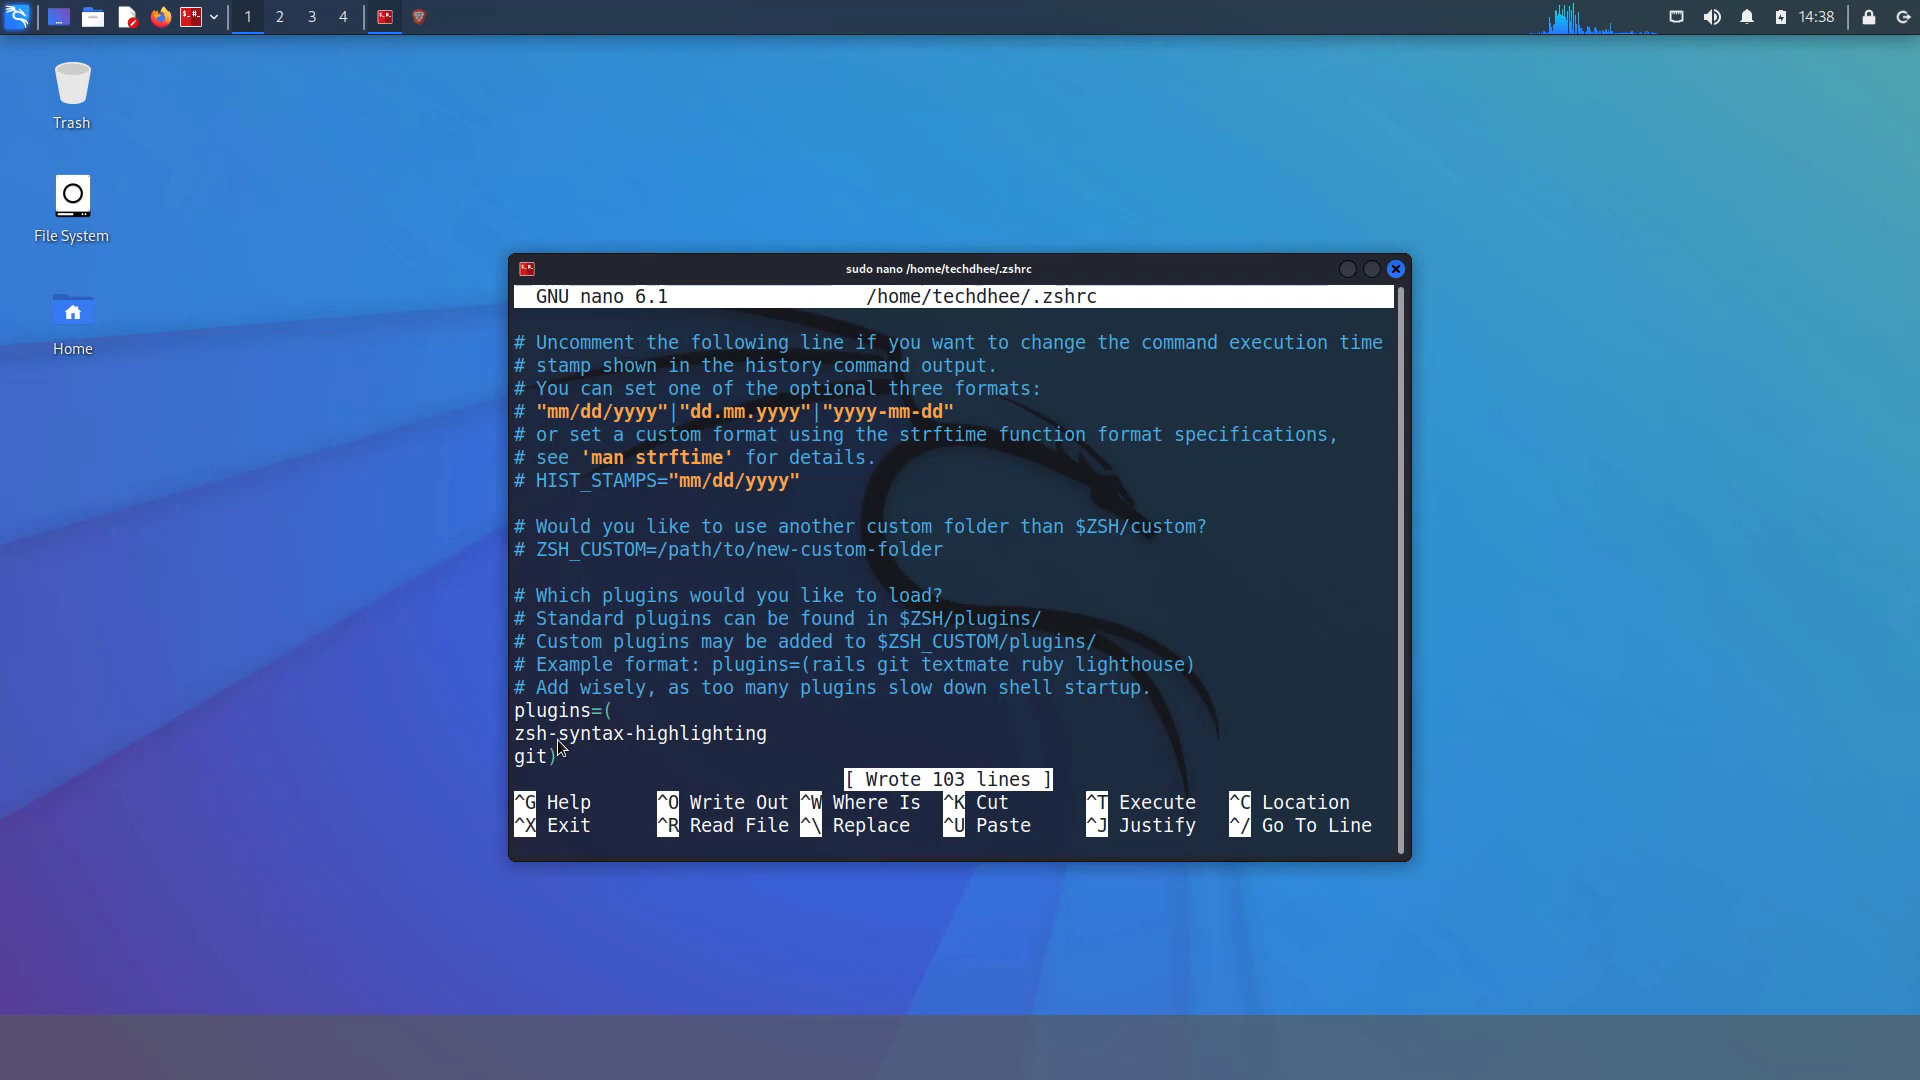 1 2 3 4
14:38
Trash
File System
Home
sudo nano /home/techdhee/.zshrc
GNU nano 6.1 /home/techdhee/.zshrc
# Uncomment the following line if you want to change the command execution time
# stamp shown in the history command output.
# You can set one of the optional three formats:
# "mm/dd/yyyy"|"dd.mm.yyyy"|"yyyy-mm-dd"
# or set a custom format using the strftime function format specifications,
# see 'man strftime' for details.
# HIST_STAMPS="mm/dd/yyyy"
# Would you like to use another custom folder than $ZSH/custom?
# ZSH_CUSTOM=/path/to/new-custom-folder
# Which plugins would you like to load?
# Standard plugins can be found in $ZSH/plugins/
# Custom plugins may be added to $ZSH_CUSTOM/plugins/
# Example format: plugins=(rails git textmate ruby lighthouse)
# Add wisely, as too many plugins slow down shell startup.
plugins=(
zsh-syntax-highlighting
git)
[ Wrote 103 lines ]
^G Help ^O Write Out ^W Where Is ^K Cut ^T Execute ^C Location
^X Exit ^R Read File ^\ Replace ^U Paste ^J Justify ^/ Go To Line